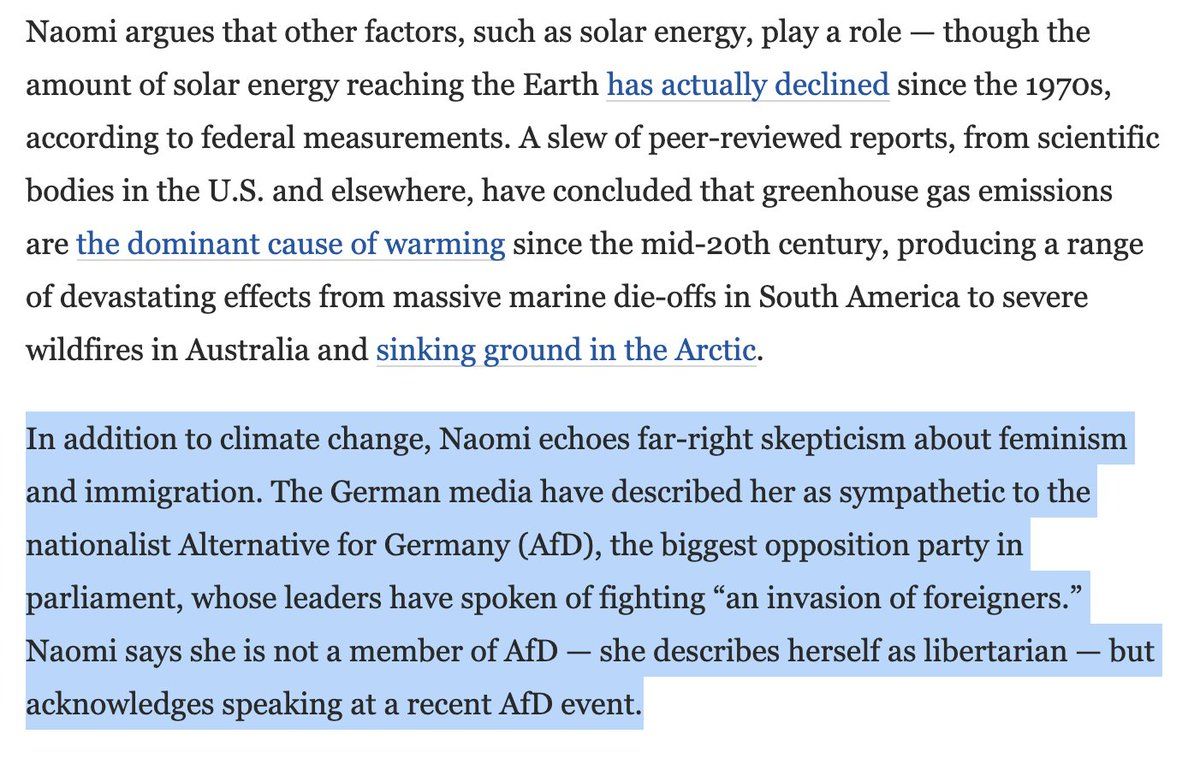 Naomi argues that other factors, such as solar energy, play a role — though the
amount of solar energy reaching the Earth has actually declined since the 1970s,
according to federal measurements. A slew of peer-reviewed reports, from scientific
bodies in the U.S. and elsewhere, have concluded that greenhouse gas emissions
are the dominant cause of warming since the mid-20th century, producing a range
of devastating effects from massive marine die-offs in South America to severe
wildfires in Australia and sinking ground in the Arctic.
In addition to climate change, Naomi echoes far-right skepticism about feminism
and immigration. The German media have described her as sympathetic to the
nationalist Alternative for Germany (AfD), the biggest opposition party in
parliament, whose leaders have spoken of fighting “an invasion of foreigners.”
Naomi says she is not a member of AfD — she describes herself as libertarian — but
acknowledges speaking at a recent AfD event.